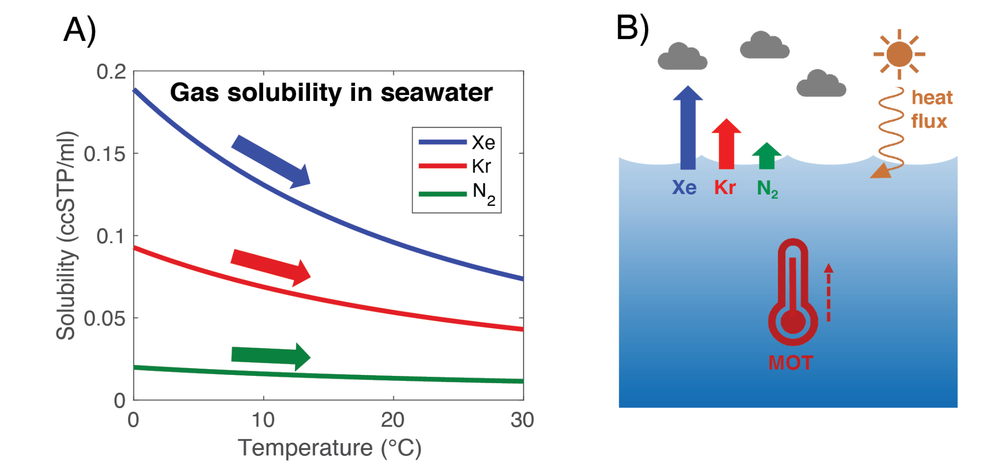 A)
Gas solubility in seawater
Xe
Kr
N2
0.2
0.15
0.1
0.05
0
Solubility (ccSTP/ml)
0
10
20
30
Temperature (°C)
B)
heat
flux
Xe
Kr
N2
MOT